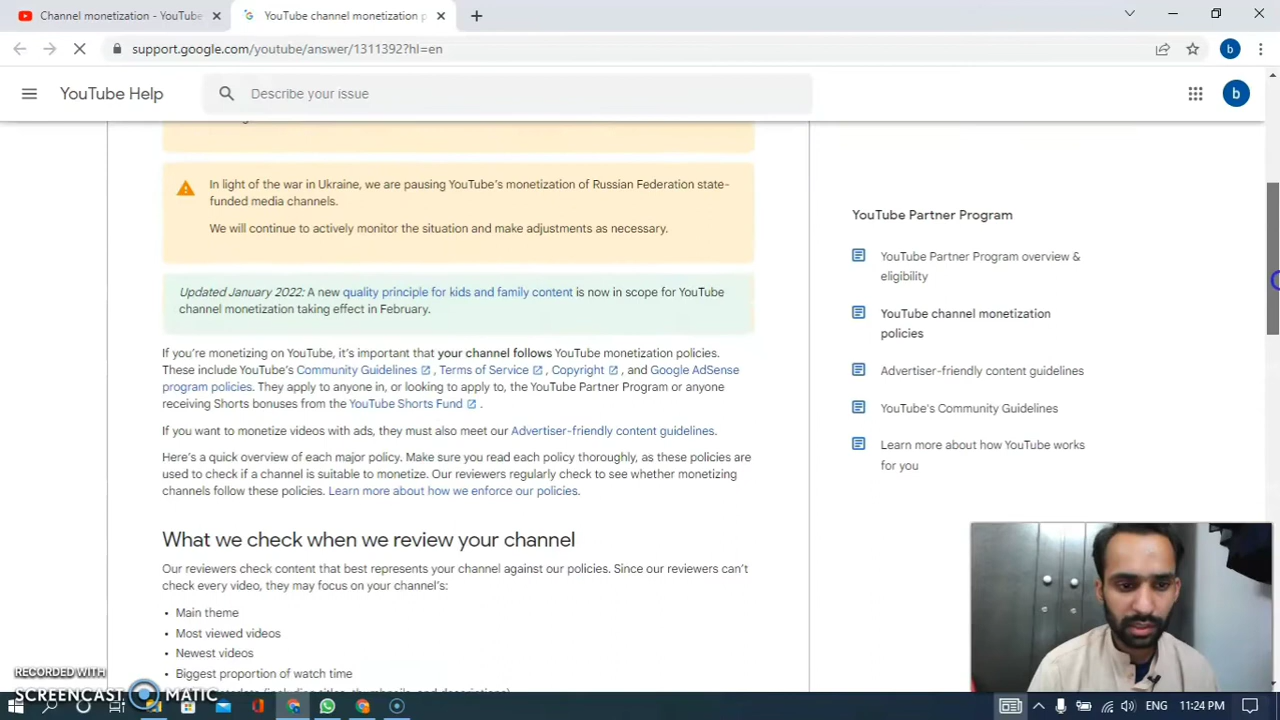 Channel monetization - YouTube
YouTube channel monetization p
support.google.com/youtube/answer/1311392?hl=en
b
YouTube Help
Describe your issue
b
In light of the war in Ukraine, we are pausing YouTube's monetization of Russian Federation state-
funded media channels.
We will continue to actively monitor the situation and make adjustments as necessary.
Updated January 2022: A new quality principle for kids and family content is now in scope for YouTube
channel monetization taking effect in February.
If you're monetizing on YouTube, it's important that your channel follows YouTube monetization policies.
These include YouTube's Community Guidelines , Terms of Service , Copyright , and Google AdSense
program policies. They apply to anyone in, or looking to apply to, the YouTube Partner Program or anyone
receiving Shorts bonuses from the YouTube Shorts Fund .
If you want to monetize videos with ads, they must also meet our Advertiser-friendly content guidelines.
Here's a quick overview of each major policy. Make sure you read each policy thoroughly, as these policies are
used to check if a channel is suitable to monetize. Our reviewers regularly check to see whether monetizing
channels follow these policies. Learn more about how we enforce our policies.
What we check when we review your channel
Our reviewers check content that best represents your channel against our policies. Since our reviewers can't
check every video, they may focus on your channel's:
• Main theme
• Most viewed videos
• Newest videos
• Biggest proportion of watch time
YouTube Partner Program
YouTube Partner Program overview &
eligibility
YouTube channel monetization
policies
Advertiser-friendly content guidelines
YouTube's Community Guidelines
Learn more about how YouTube works
for you
RECORDED WITH
SCREENCAST MATIC
ENG
11:24 PM